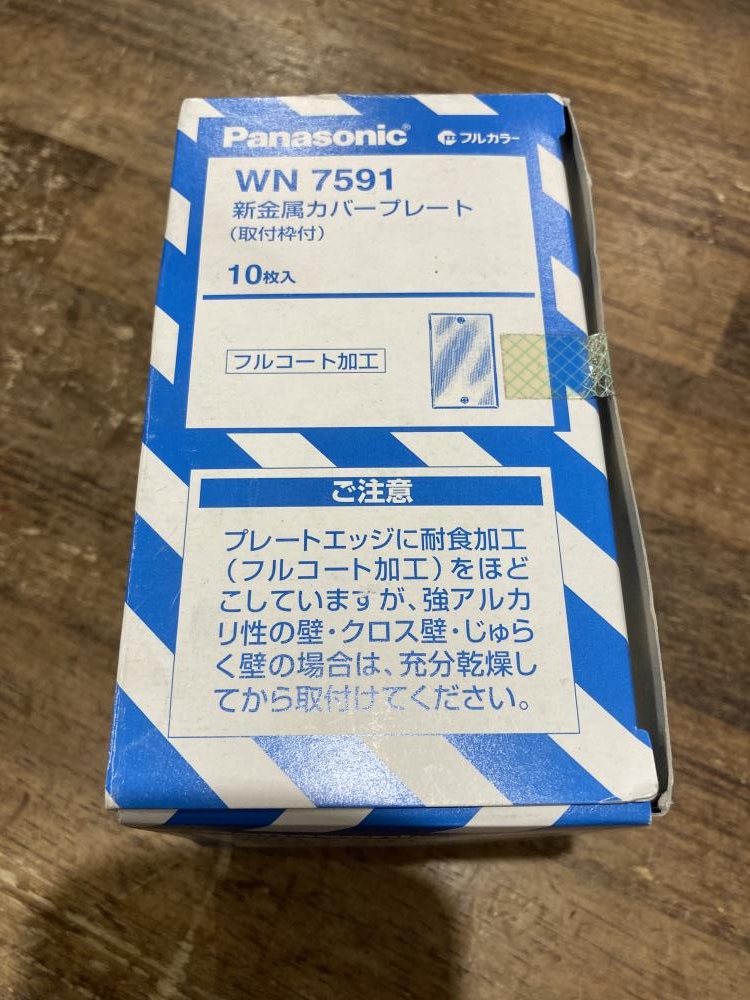 Panasonic® フルカラー
WN 7591
新金属カバープレート
（取付枠付）
10枚入
フルコート加工
ご注意
プレートエッジに耐食加工
（フルコート加工）をほど
こしていますが、強アルカ
リ性の壁・クロス壁・じゅら
く壁の場合は、充分乾燥し
てから取付けてください。